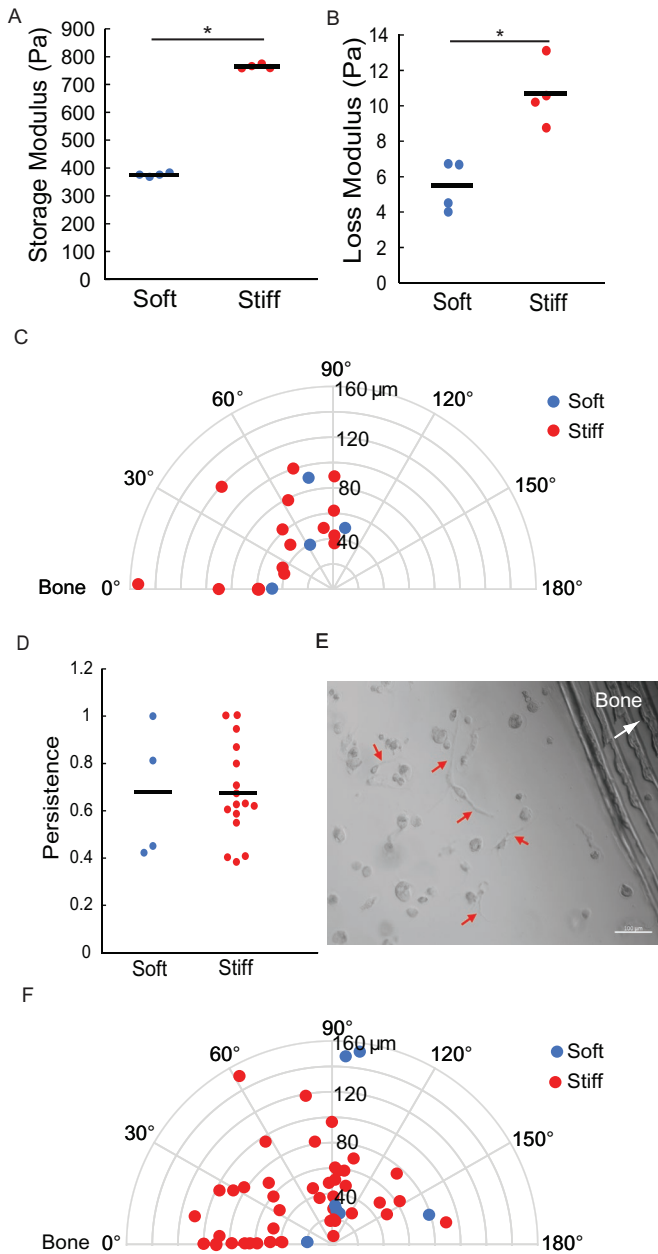 A
900
800
700
600
500
400
300
200
100
0
Storage Modulus (Pa)
*
Soft Stiff
B
14
12
10
8
6
4
2
0
Loss Modulus (Pa)
*
Soft Stiff
C
90°
160 µm
60° 120°
Soft
Stiff
120
30° 150°
80
40
Bone 0° 180°
D
1.2
1
0.8
0.6
0.4
0.2
0
Persistence
Soft Stiff
E
Bone
100 µm
F
90°
160 µm
60° 120°
Soft
Stiff
120
30° 150°
80
40
Bone 0° 180°